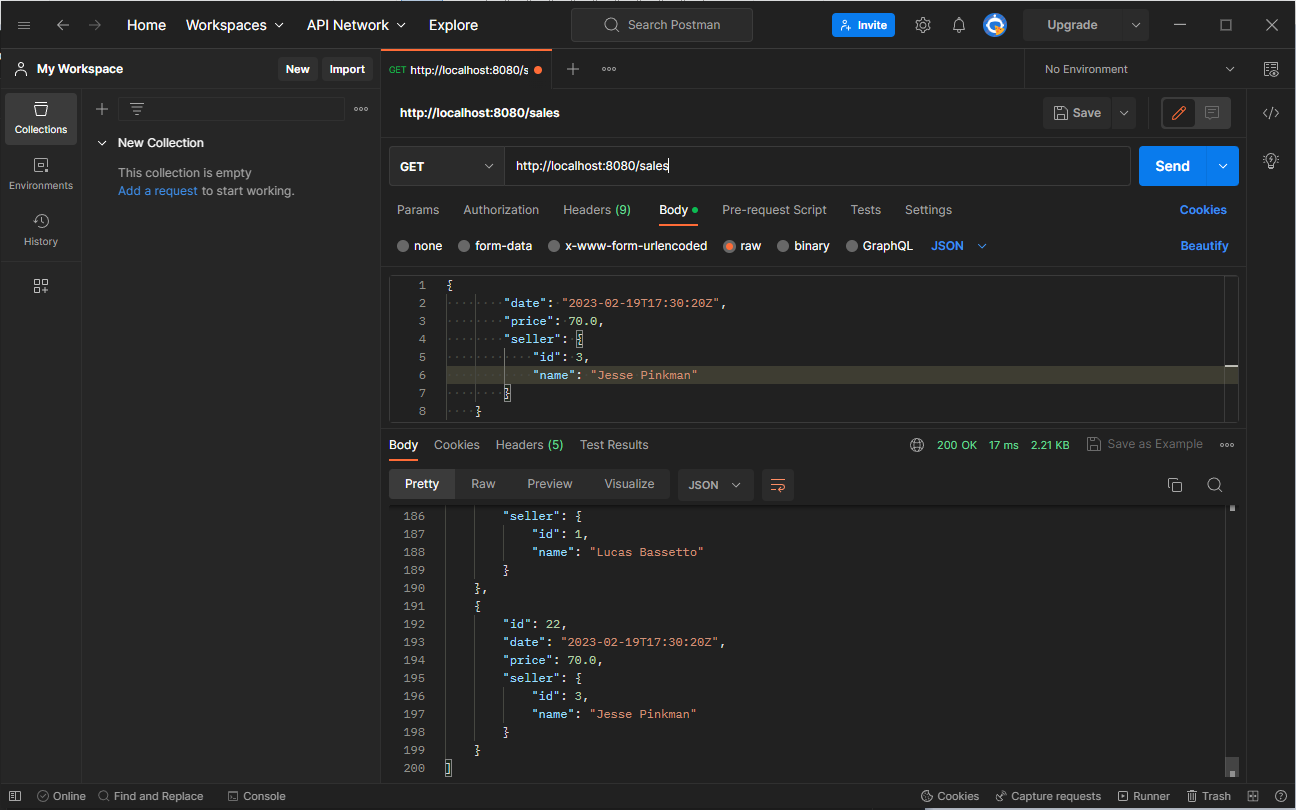 Home Workspaces API Network Explore Search Postman Invite Upgrade
My Workspace New Import
GET http://localhost:8080/s No Environment
Collections
Environments
History
New Collection
This collection is empty
Add a request to start working.
http://localhost:8080/sales Save
GET http://localhost:8080/sales Send
Params Authorization Headers (9) Body Pre-request Script Tests Settings Cookies
none form-data x-www-form-urlencoded raw binary GraphQL JSON Beautify
1 {
2 "date": "2023-02-19T17:30:20Z",
3 "price": 70.0,
4 "seller": {
5 "id": 3,
6 "name": "Jesse Pinkman"
7 }
8 }
Body Cookies Headers (5) Test Results 200 OK 17 ms 2.21 KB Save as Example
Pretty Raw Preview Visualize JSON
186 "seller": {
187 "id": 1,
188 "name": "Lucas Bassetto"
189 }
190 },
191 {
192 "id": 22,
193 "date": "2023-02-19T17:30:20Z",
194 "price": 70.0,
195 "seller": {
196 "id": 3,
197 "name": "Jesse Pinkman"
198 }
199 }
200 ]
Online Find and Replace Console Cookies Capture requests Runner Trash